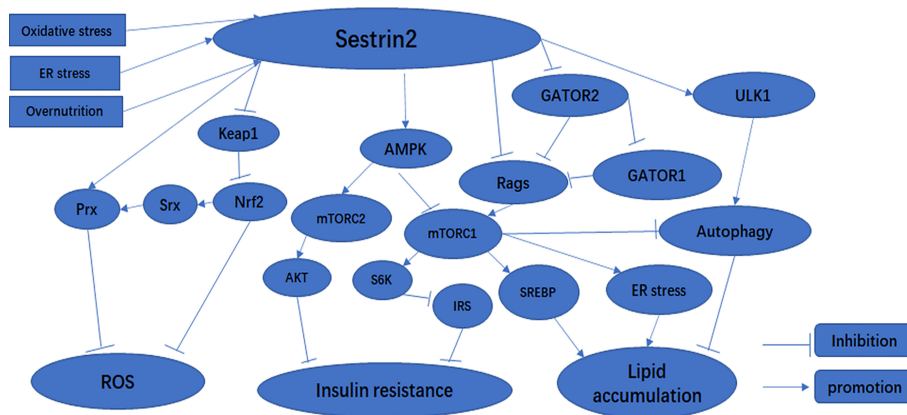 Oxidative stress
Sestrin2
ER stress
Overnutrition
GATOR2
ULK1
Keap1
AMPK
Rags
GATOR1
Prx
Srx
Nrf2
mTORC2
mTORC1
Autophagy
AKT
S6K
IRS
SREBP
ER stress
Inhibition
ROS
Insulin resistance
Lipid
accumulation
promotion